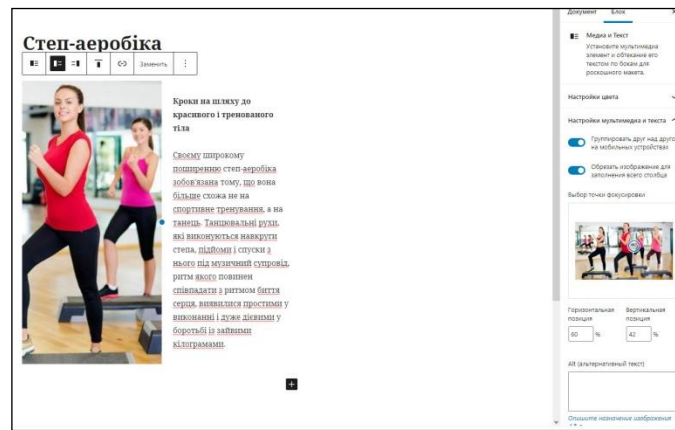 Степ-аеробіка
Заменить
Кроки на шляху до
красивого і тренованого
тіла
Своєму широкому
поширенню степ-аеробіка
зобов'язана тому, що вона
більше схожа не на
спортивне тренування, а на
танець. Танцювальні рухи,
які виконуються навкруги
степа, підйоми і спуски з
нього під музичний супровід,
ритм якого повинен
співпадати з ритмом биття
серця, виявилися простими у
виконанні і дуже дієвими у
боротьбі із зайвими
кілограмами.
Документ Блок
Медиа и Текст
Установите мультимедиа
элемент и обтекание его
текстом по бокам для
роскошного макета.
Настройки цвета
Настройки мультимедиа и текста
Группировать друг над друго
на мобильных устройствах
Обрезать изображение для
заполнения всего столбца
Выбор точки фокусировки
Горизонтальная позиция
Вертикальная позиция
60 %
42 %
Alt (альтернативный текст)
Опишите назначение изображения